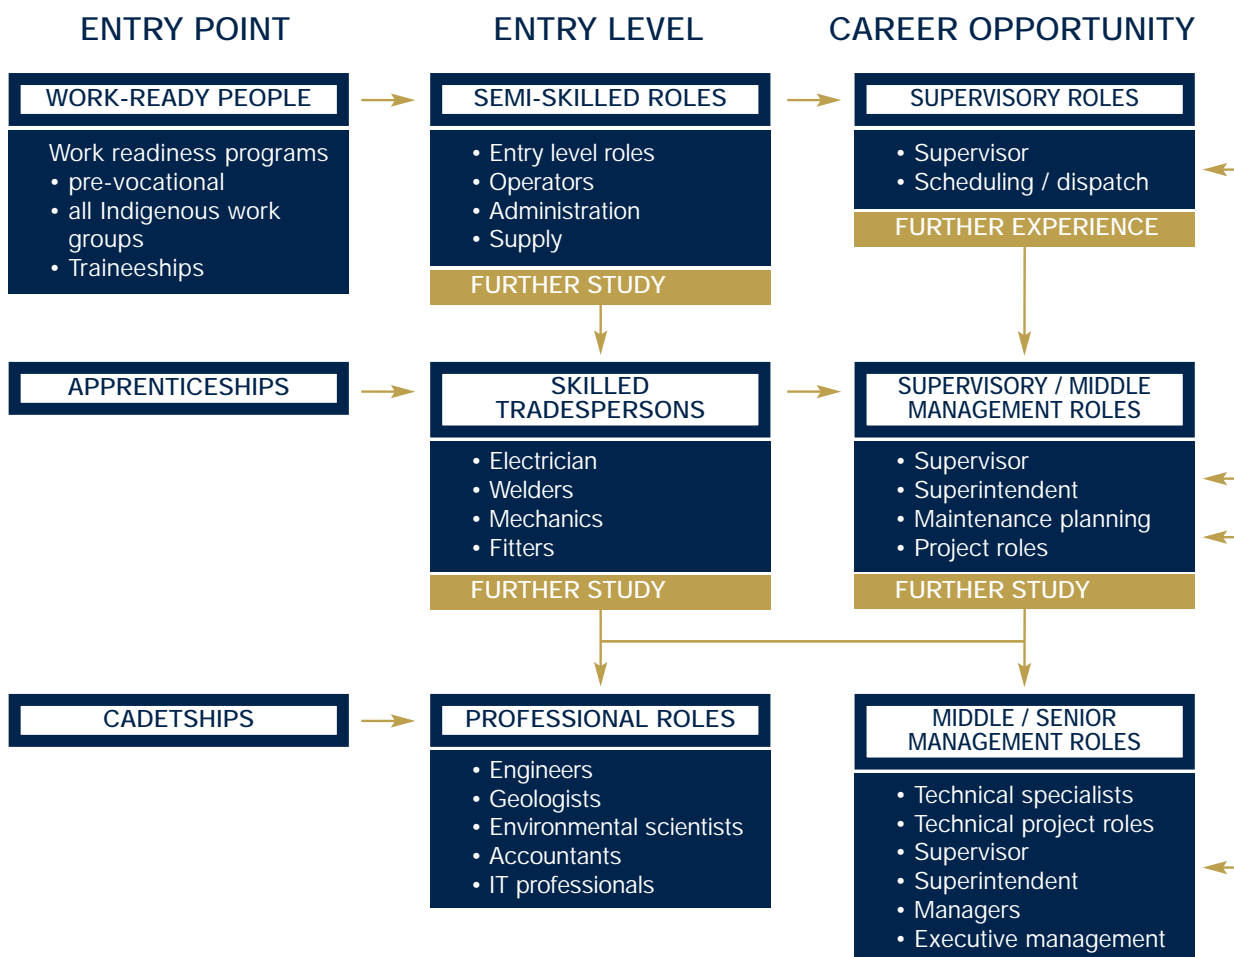 ENTRY POINT
ENTRY LEVEL
CAREER OPPORTUNITY
WORK-READY PEOPLE
Work readiness programs
• pre-vocational
• all Indigenous work
groups
• Traineeships
SEMI-SKILLED ROLES
• Entry level roles
• Operators
• Administration
• Supply
FURTHER STUDY
SUPERVISORY ROLES
• Supervisor
• Scheduling / dispatch
FURTHER EXPERIENCE
APPRENTICESHIPS
SKILLED
TRADESPERSONS
• Electrician
• Welders
• Mechanics
• Fitters
FURTHER STUDY
SUPERVISORY / MIDDLE
MANAGEMENT ROLES
• Supervisor
• Superintendent
• Maintenance planning
• Project roles
FURTHER STUDY
CADETSHIPS
PROFESSIONAL ROLES
• Engineers
• Geologists
• Environmental scientists
• Accountants
• IT professionals
MIDDLE / SENIOR
MANAGEMENT ROLES
• Technical specialists
• Technical project roles
• Supervisor
• Superintendent
• Managers
• Executive management